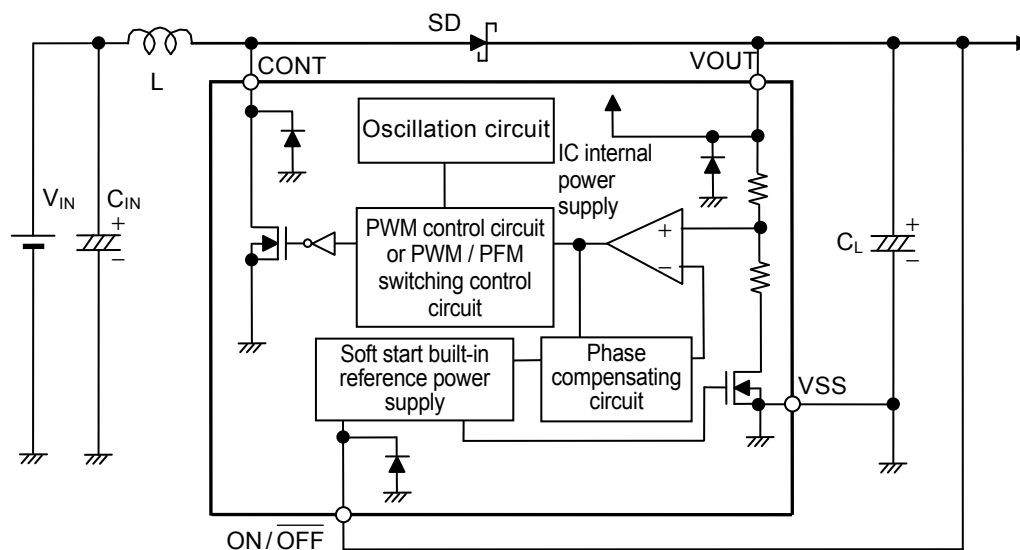 SD
CONT
VOUT
L
Oscillation circuit
IC internal
power
supply
VIN
CIN
+
−
PWM control circuit
or PWM / PFM
switching control
circuit
+
−
CL
+
−
Soft start built-in
reference power
supply
Phase
compensating
circuit
VSS
ON / OFF